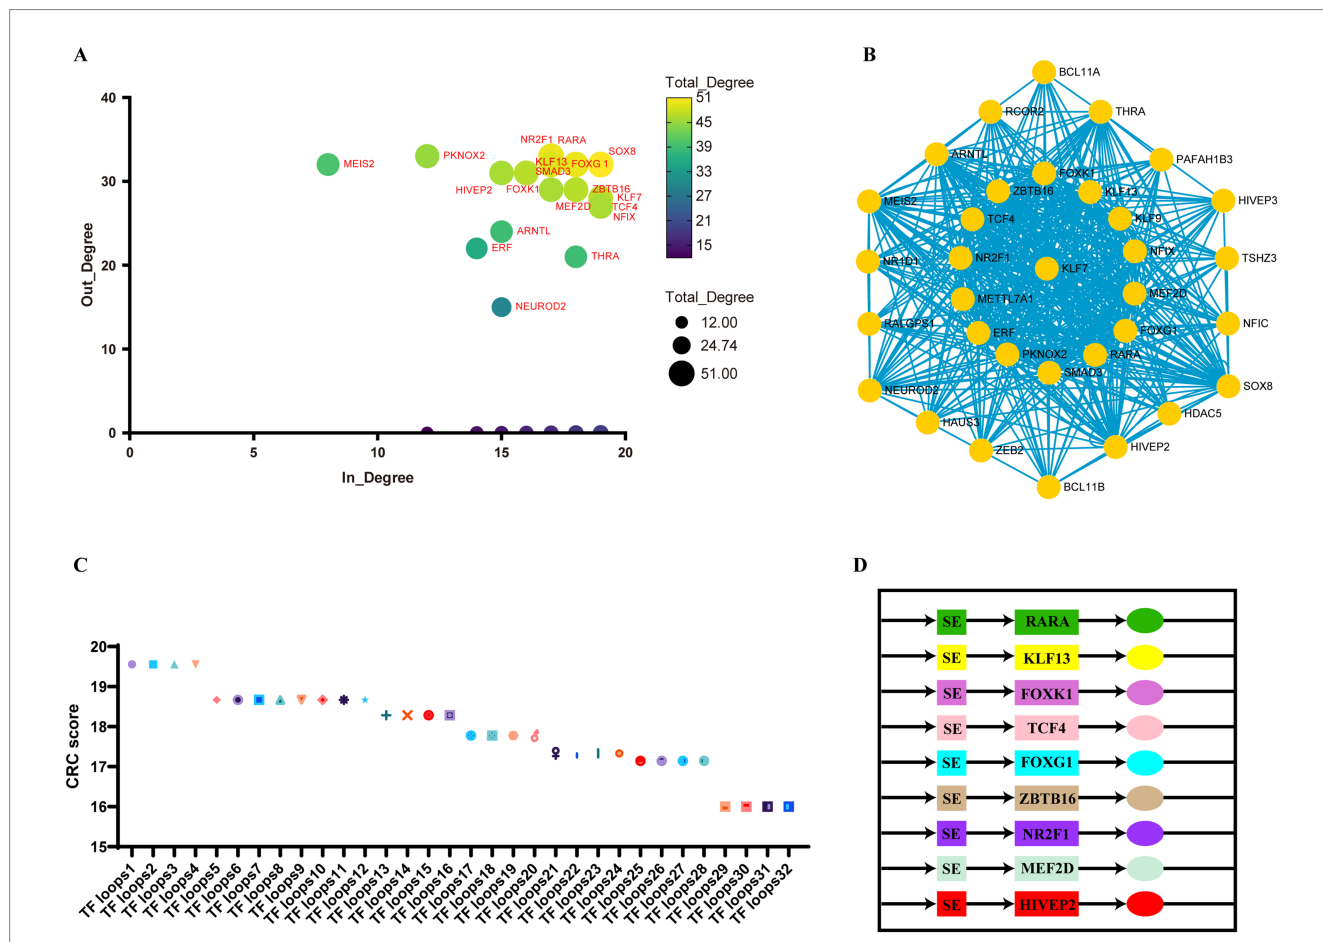 A
Total_Degree
40
30
20
10
0
0
5
10
15
20
Out_Degree
In_Degree
51
45
39
33
27
21
15
Total_Degree
12.00
24.74
51.00
NR2F1
RARA
SOX8
PKNOX2
MEIS2
KLF13
FOXG 1
SMAD3
HIVEP2
FOXK1
ZBTB16
KLF7
MEF2D
TCF4
NFIX
ARNTL
ERF
THRA
NEUROD2
B
BCL11A
RCOR2
THRA
ARNTL
PAFAH1B3
FOXK1
ZBTB16
KLF13
MEIS2
HIVEP3
TCF4
KLF9
NR1D1
NR2F1
NFIX
TSHZ3
KLF7
METTL7A1
MEF2D
RALGPS1
ERF
FOXG1
NFIC
PKNOX2
RARA
SMAD3
NEUROD2
SOX8
HAUS3
HDAC5
ZEB2
HIVEP2
BCL11B
C
CRC score
20
19
18
17
16
15
TF loops1
TF loops2
TF loops3
TF loops4
TF loops5
TF loops6
TF loops7
TF loops8
TF loops9
TF loops10
TF loops11
TF loops12
TF loops13
TF loops14
TF loops15
TF loops16
TF loops17
TF loops18
TF loops19
TF loops20
TF loops21
TF loops22
TF loops23
TF loops24
TF loops25
TF loops26
TF loops27
TF loops28
TF loops29
TF loops30
TF loops31
TF loops32
D
SE RARA
SE KLF13
SE FOXK1
SE TCF4
SE FOXG1
SE ZBTB16
SE NR2F1
SE MEF2D
SE HIVEP2